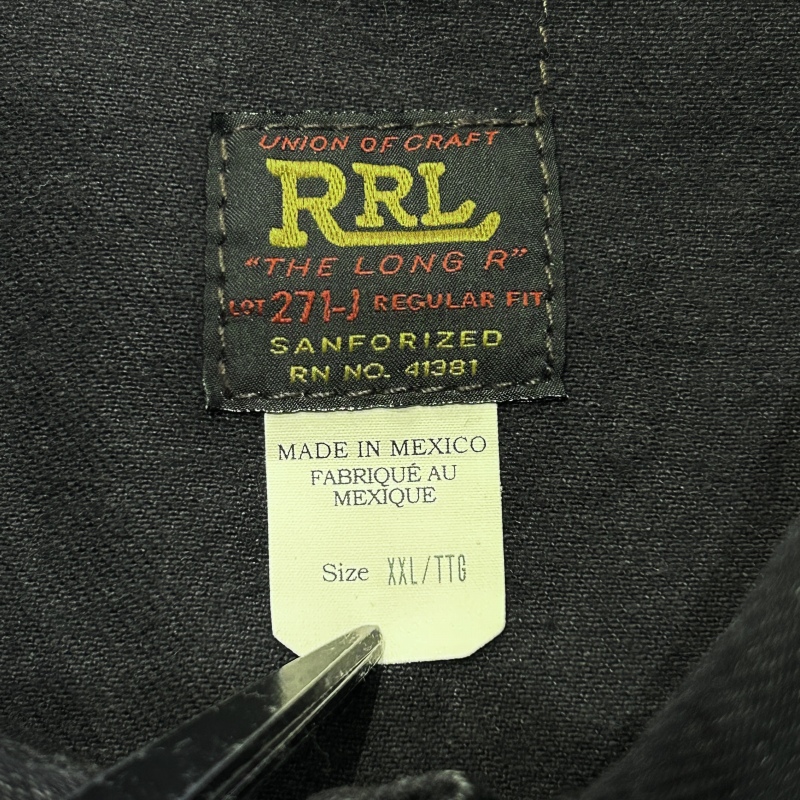 UNION OF CRAFT
RRL
"THE LONG R"
LOT 271-J REGULAR FIT
SANFORIZED
RN NO. 41381
MADE IN MEXICO
FABRIQUÉ AU
MEXIQUE
Size XXL/TTG